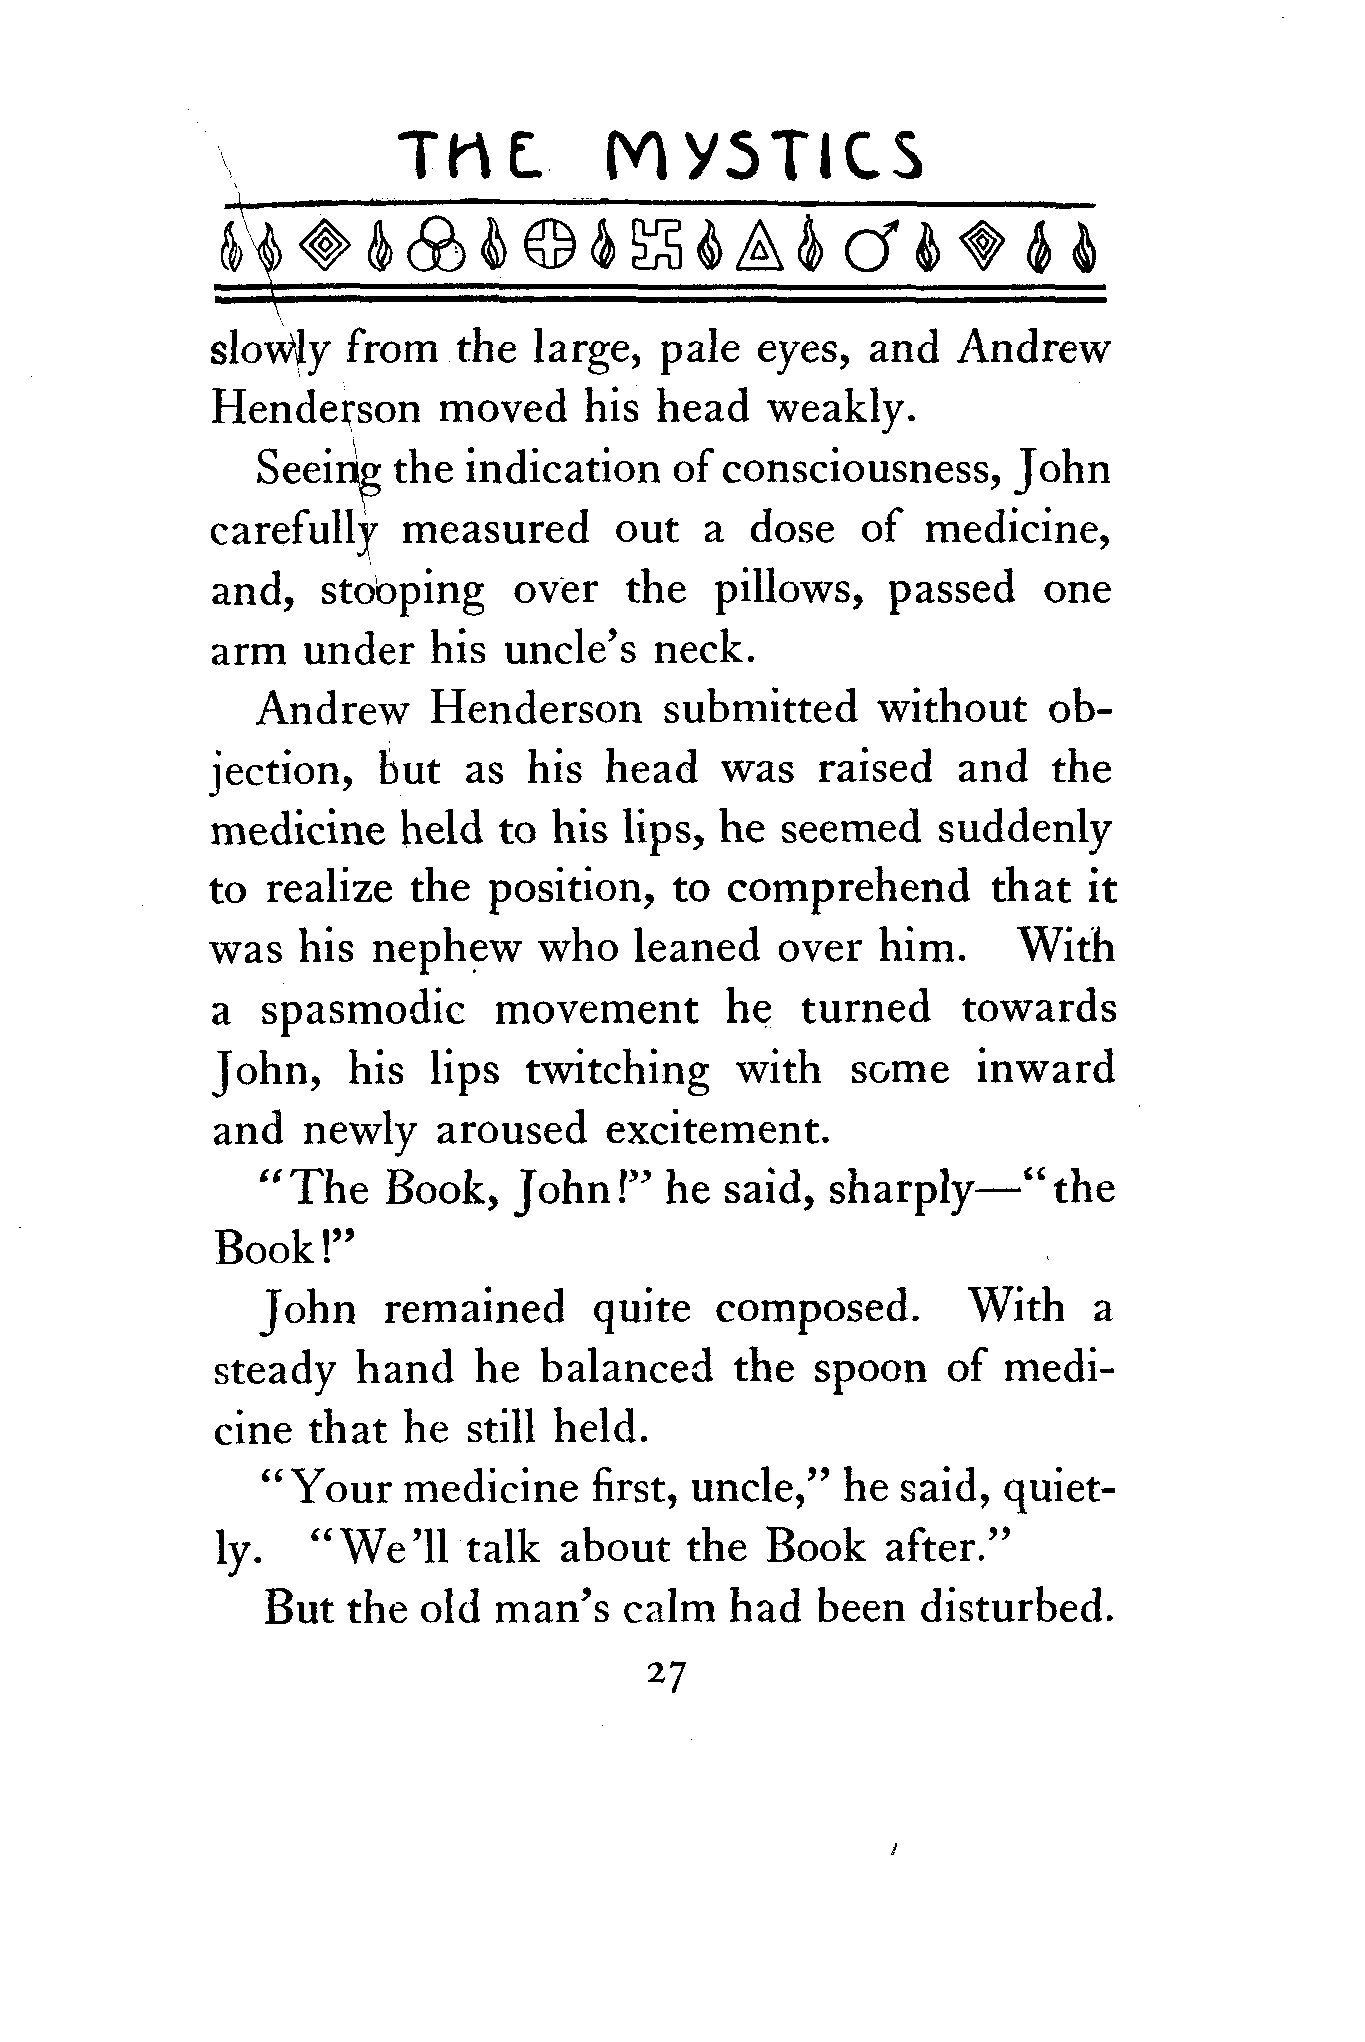 THE MYSTICS
slowly from the large, pale eyes, and Andrew
Henderson moved his head weakly.
Seeing the indication of consciousness, John
carefully measured out a dose of medicine,
and, stooping over the pillows, passed one
arm under his uncle's neck.
Andrew Henderson submitted without ob-
jection, but as his head was raised and the
medicine held to his lips, he seemed suddenly
to realize the position, to comprehend that it
was his nephew who leaned over him. With
a spasmodic movement he turned towards
John, his lips twitching with some inward
and newly aroused excitement.
"The Book, John!" he said, sharply—"the
Book!"
John remained quite composed. With a
steady hand he balanced the spoon of medi-
cine that he still held.
"Your medicine first, uncle," he said, quiet-
ly. "We'll talk about the Book after."
But the old man's calm had been disturbed.
27